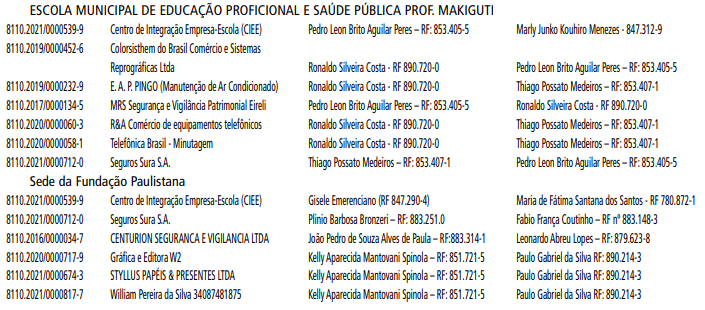 ESCOLA MUNICIPAL DE EDUCAÇÃO PROFICIONAL E SAÚDE PÚBLICA PROF. MAKIGUTI
8110.2021/0000539-9 Centro de Integração Empresa-Escola (CIEE) Pedro Leon Brito Aguilar Peres – RF: 853.405-5 Marly Junko Kouhiro Menezes - 847.312-9
8110.2019/0000452-6 Colorsisthem do Brasil Comércio e Sistemas
Reprográficas Ltda Ronaldo Silveira Costa - RF 890.720-0 Pedro Leon Brito Aguilar Peres – RF: 853.405-5
8110.2019/0000232-9 E. A. P. PINGO (Manutenção de Ar Condicionado) Ronaldo Silveira Costa - RF 890.720-0 Thiago Possato Medeiros – RF: 853.407-1
8110.2017/0000134-5 MRS Segurança e Vigilância Patrimonial Eireli Pedro Leon Brito Aguilar Peres – RF: 853.405-5 Ronaldo Silveira Costa - RF 890.720-0
8110.2020/0000060-3 R&A Comércio de equipamentos telefônicos Ronaldo Silveira Costa - RF 890.720-0 Thiago Possato Medeiros – RF: 853.407-1
8110.2020/0000058-1 Telefônica Brasil - Minutagem Ronaldo Silveira Costa - RF 890.720-0 Thiago Possato Medeiros – RF: 853.407-1
8110.2021/0000712-0 Seguros Sura S.A. Thiago Possato Medeiros – RF: 853.407-1 Pedro Leon Brito Aguilar Peres – RF: 853.405-5
Sede da Fundação Paulistana
8110.2021/0000539-9 Centro de Integração Empresa-Escola (CIEE) Gisele Emerenciano (RF 847.290-4) Maria de Fátima Santana dos Santos - RF 780.872-1
8110.2021/0000712-0 Seguros Sura S.A. Plinio Barbosa Bronzeri – RF: 883.251.0 Fabio França Coutinho – RF nº 883.148-3
8110.2016/0000034-7 CENTURION SEGURANCA E VIGILANCIA LTDA João Pedro de Souza Alves de Paula – RF:883.314-1 Leonardo Abreu Lopes – RF: 879.623-8
8110.2020/0000717-9 Gráfica e Editora W2 Kelly Aparecida Mantovani Spinola – RF: 851.721-5 Paulo Gabriel da Silva RF: 890.214-3
8110.2021/0000674-3 STYLLUS PAPÉIS & PRESENTES LTDA Kelly Aparecida Mantovani Spinola – RF: 851.721-5 Paulo Gabriel da Silva RF: 890.214-3
8110.2021/0000817-7 William Pereira da Silva 34087481875 Kelly Aparecida Mantovani Spinola – RF: 851.721-5 Paulo Gabriel da Silva RF: 890.214-3